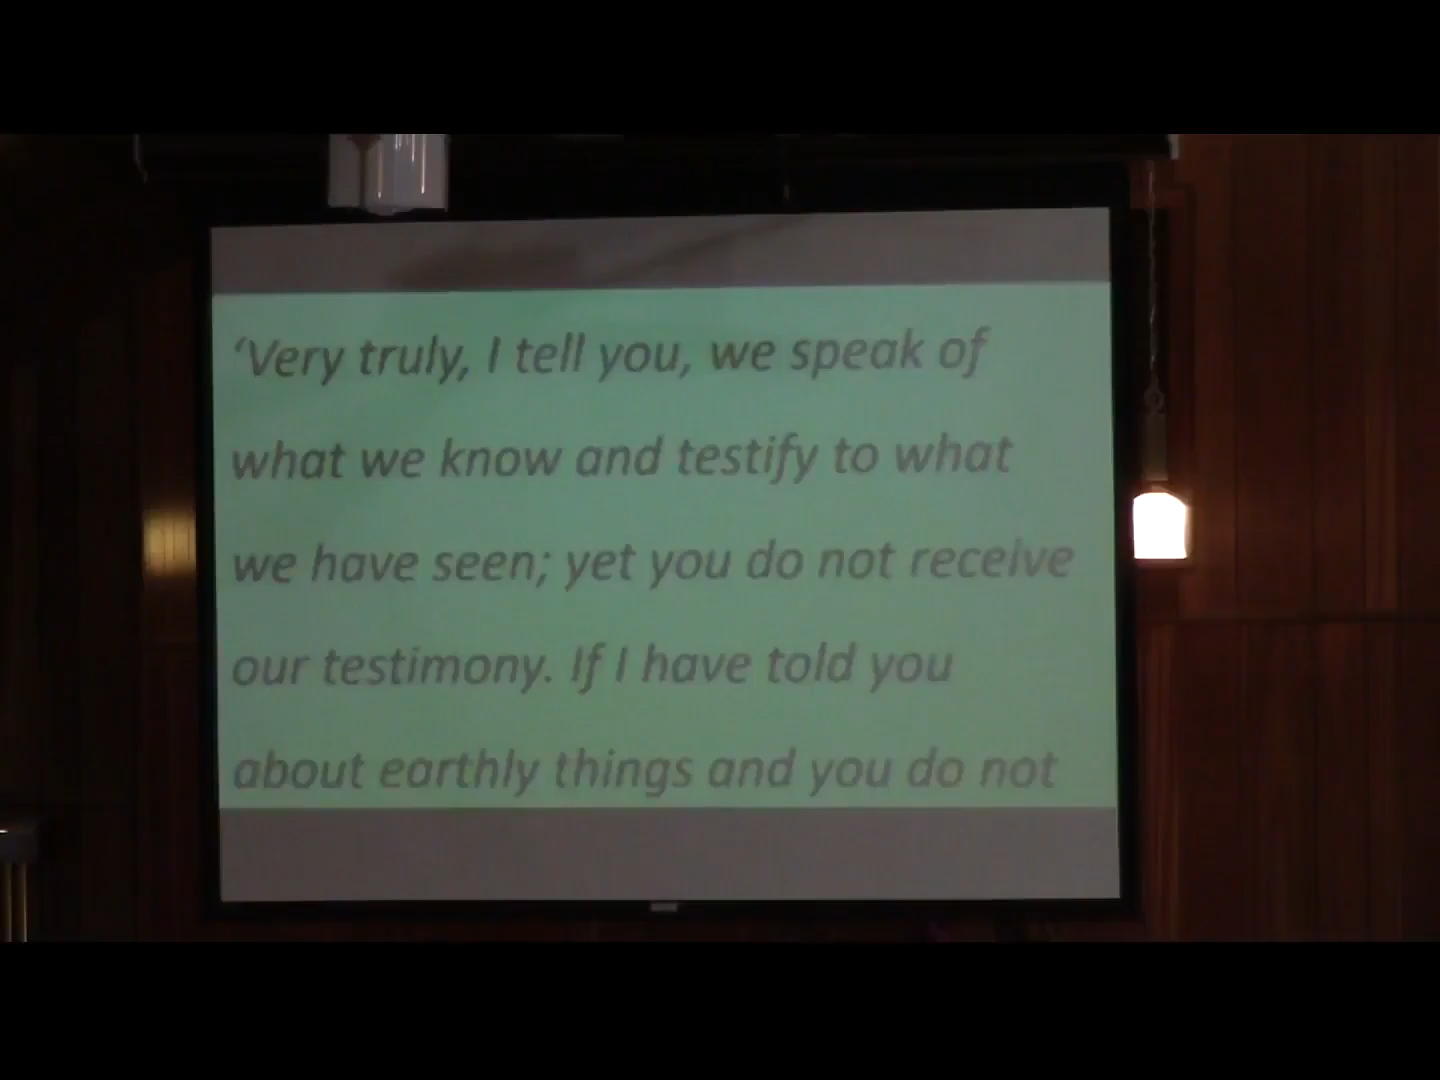 ‘Very truly, I tell you, we speak of
what we know and testify to what
we have seen; yet you do not receive
our testimony. If I have told you
about earthly things and you do not